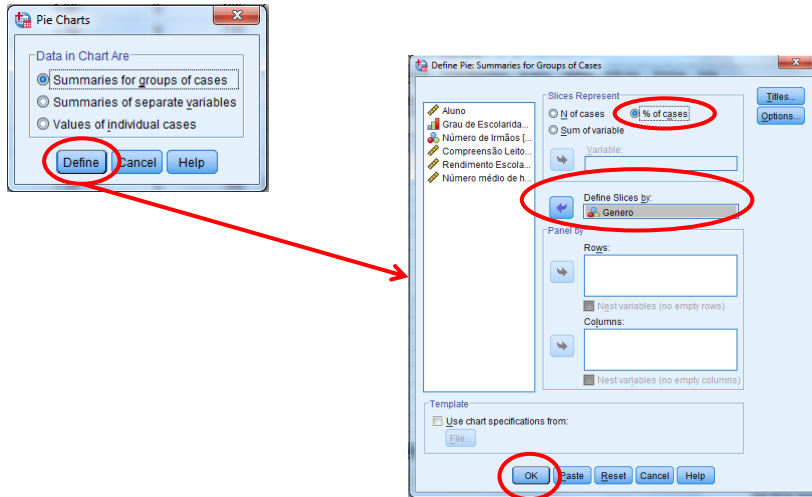 Pie Charts
Data in Chart Are
Summaries for groups of cases
Summaries of separate variables
Values of individual cases
Define Cancel Help
Define Pie: Summaries for Groups of Cases
Aluno
Grau de Escolarida...
Número de Irmãos [...
Compreensão Leito...
Rendimento Escola...
Número médio de h...
Slices Represent
N of cases % of cases
Sum of variable
Variable:
Define Slices by:
Genero
Panel by
Rows:
Nest variables (no empty rows)
Columns:
Nest variables (no empty columns)
Titles...
Options...
Template
Use chart specifications from:
File...
OK Paste Reset Cancel Help